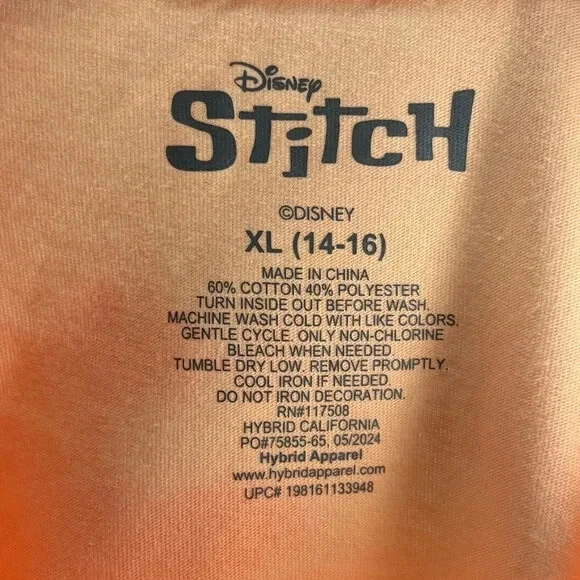 Disney
STitCH
©DISNEY
XL (14-16)
MADE IN CHINA
60% COTTON 40% POLYESTER
TURN INSIDE OUT BEFORE WASH.
MACHINE WASH COLD WITH LIKE COLORS.
GENTLE CYCLE. ONLY NON-CHLORINE
BLEACH WHEN NEEDED.
TUMBLE DRY LOW. REMOVE PROMPTLY.
COOL IRON IF NEEDED.
DO NOT IRON DECORATION.
RN#117508
HYBRID CALIFORNIA
PO#75855-65, 05/2024
Hybrid Apparel
www.hybridapparel.com
UPC# 198161133948